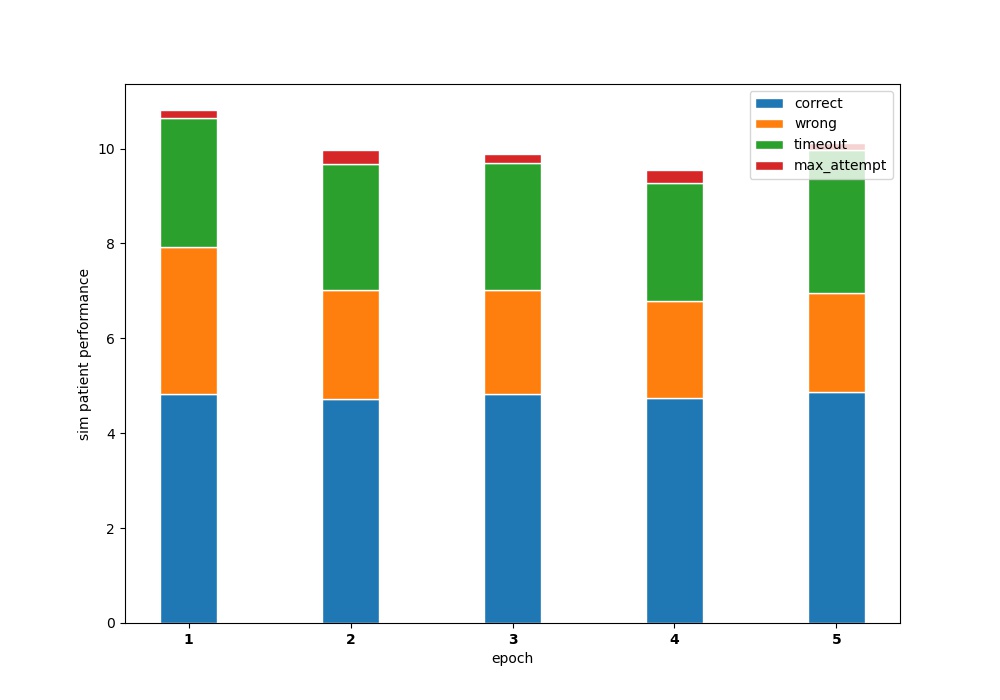 correct
wrong
timeout
max_attempt
10
8
6
4
2
0
sim patient performance
1 2 3 4 5
epoch